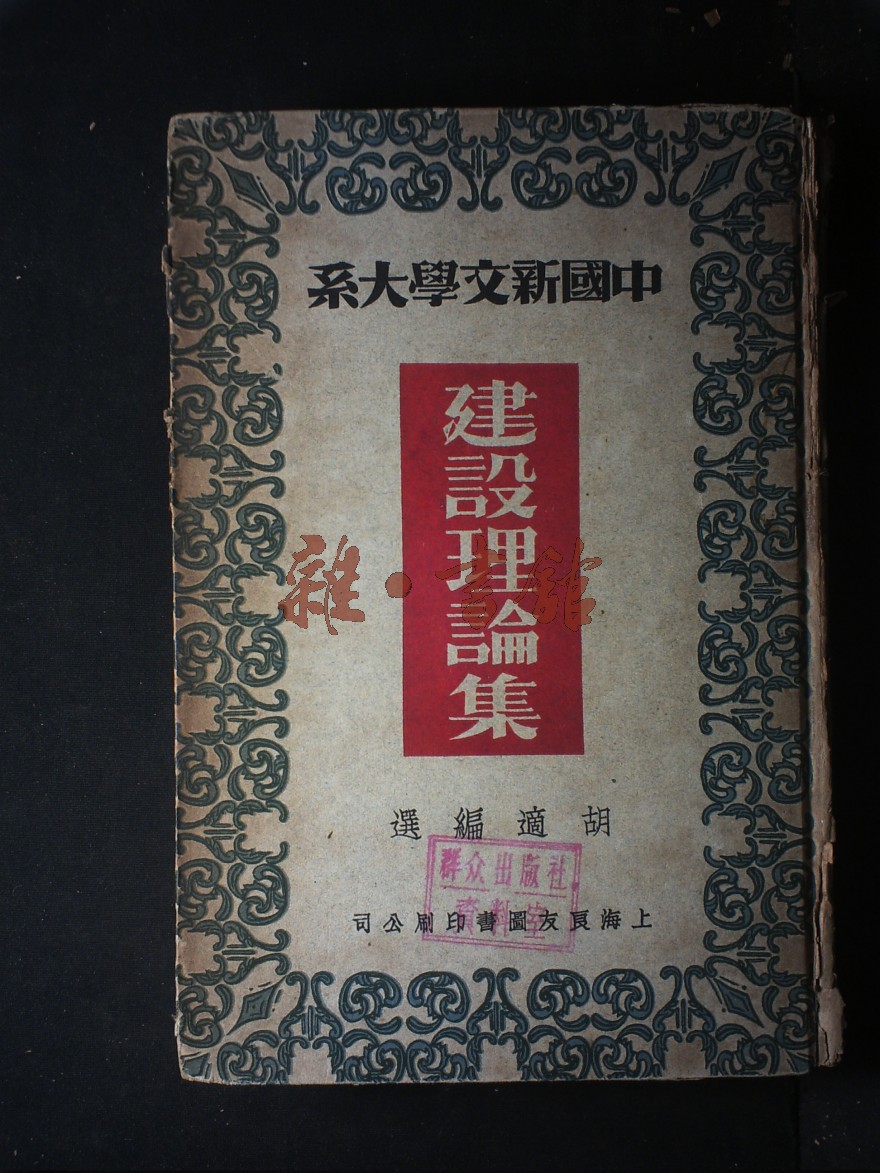 中國新文學大系
建設理論集
雜·書館
胡適編選
群众出版社
資料室
上海良友圖書印刷公司